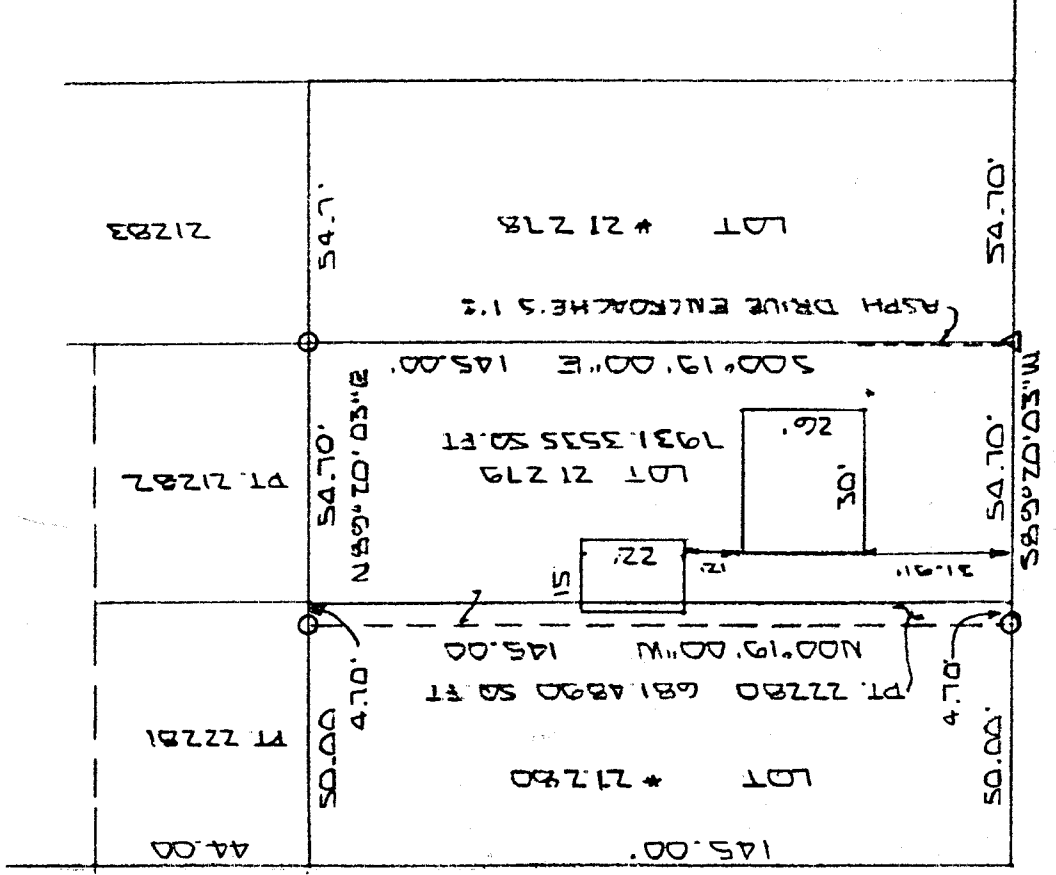 145.00'
44.00
LOT * 21280
50.00'
50.00
PT. 22281
PT. 22280 681.4890 SQ. FT
4.70'
4.70'
N00°19'00"W 145.00
15
22'
12'
31.91'
30'
26'
LOT 21279
7931.3535 SQ. FT
54.70'
S89°20'03"W
54.70'
N89°20'03"E
PT. 21282
S00°19'00"E 145.00'
ASPH DRIVE ENCROACHE'S 1'±
LOT * 21278
54.70'
54.7'
21283